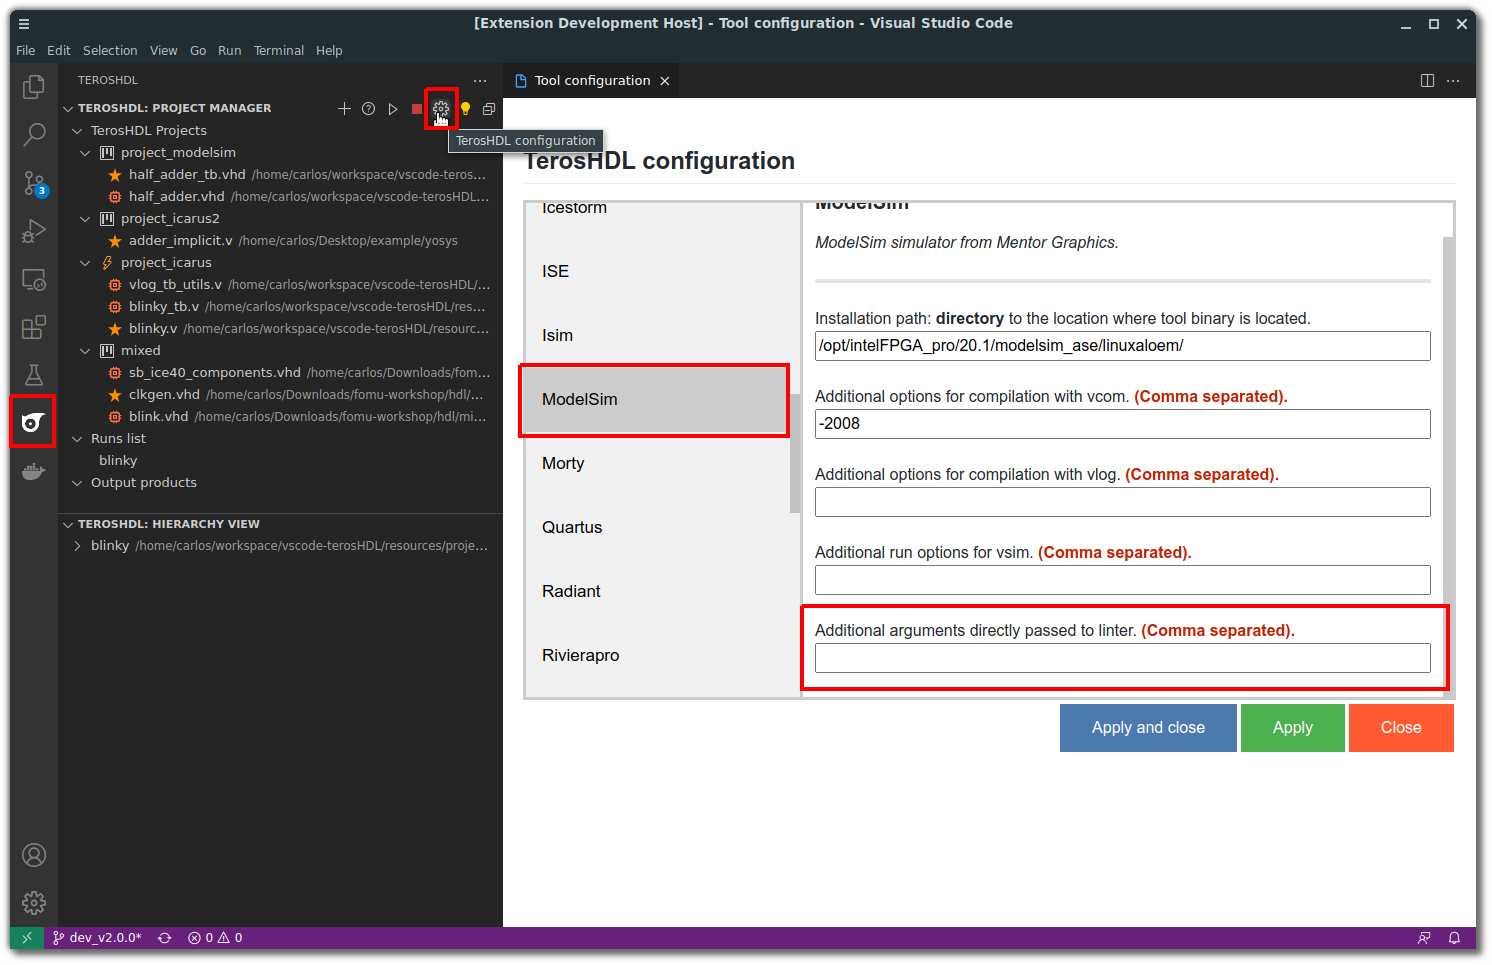 [Extension Development Host] - Tool configuration - Visual Studio Code
File Edit Selection View Go Run Terminal Help
TEROSHDL
Tool configuration
TEROSHDL: PROJECT MANAGER
TerosHDL configuration
TerosHDL Projects
project_modelsim
half_adder_tb.vhd /home/carlos/workspace/vscode-teros...
half_adder.vhd /home/carlos/workspace/vscode-terosHDL...
project_icarus2
adder_implicit.v /home/carlos/Desktop/example/yosys
project_icarus
vlog_tb_utils.v /home/carlos/workspace/vscode-terosHDL/...
blinky_tb.v /home/carlos/workspace/vscode-terosHDL/res...
blinky.v /home/carlos/workspace/vscode-terosHDL/resourc...
mixed
sb_ice40_components.vhd /home/carlos/Downloads/fom...
clkgen.vhd /home/carlos/Downloads/fomu-workshop/hdl/...
blink.vhd /home/carlos/Downloads/fomu-workshop/hdl/mi...
Runs list
blinky
Output products
TEROSHDL: HIERARCHY VIEW
blinky /home/carlos/workspace/vscode-terosHDL/resources/proje...
3
TerosHDL configuration
Icestorm
ISE
Isim
ModelSim
Morty
Quartus
Radiant
Rivierapro
ModelSim
ModelSim simulator from Mentor Graphics.
Installation path: directory to the location where tool binary is located.
/opt/intelFPGA_pro/20.1/modelsim_ase/linuxaloem/
Additional options for compilation with vcom. (Comma separated).
-2008
Additional options for compilation with vlog. (Comma separated).
Additional run options for vsim. (Comma separated).
Additional arguments directly passed to linter. (Comma separated).
Apply and close Apply Close
dev_v2.0.0* 0 0